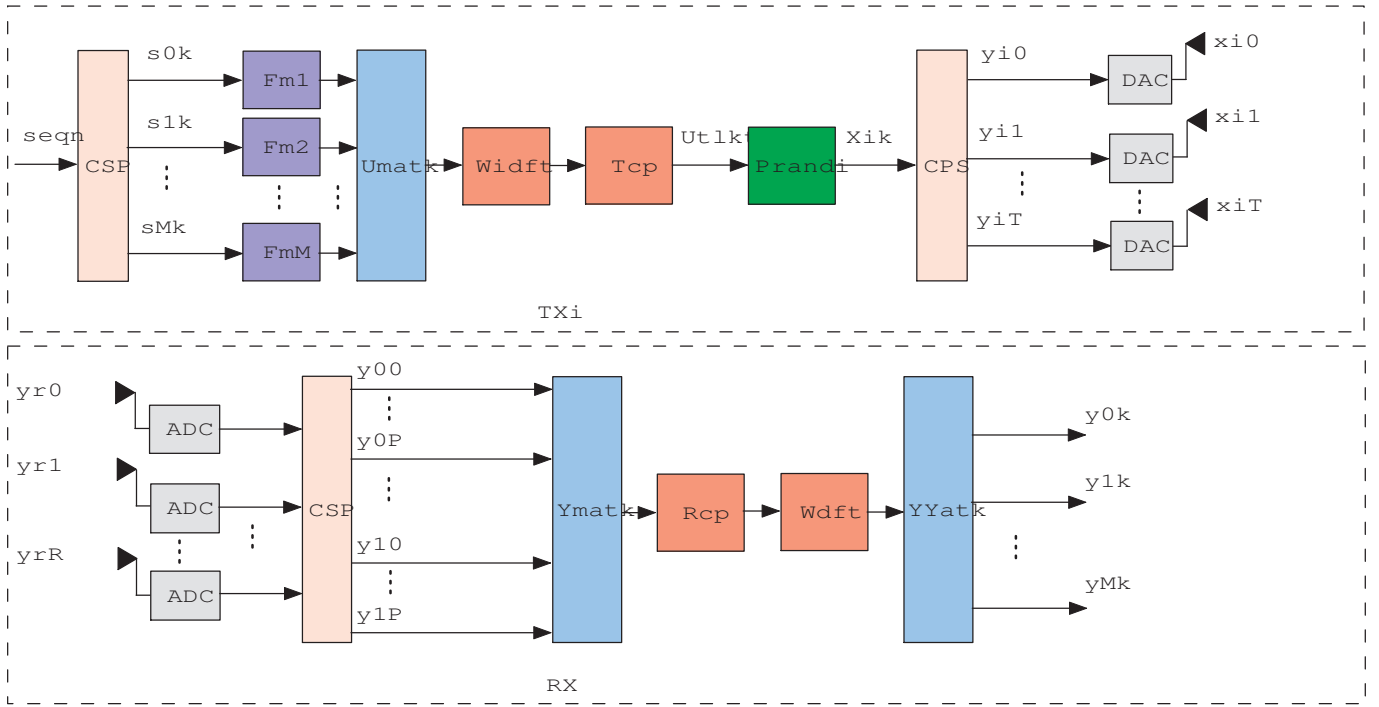 s0k
yi0
xi0
Fm1
DAC
seqn
s1k
Utlkt
Xik
yi1
xi1
Fm2
CSP
Umatk
Widft
Tcp
Prandi
CPS
DAC
sMk
yiT
xiT
FmM
DAC
TXi
yr0
y00
ADC
y0k
yr1
y0P
ADC
CSP
Ymatk
Rcp
Wdft
YYatk
y1k
yrR
y10
ADC
y1P
yMk
RX